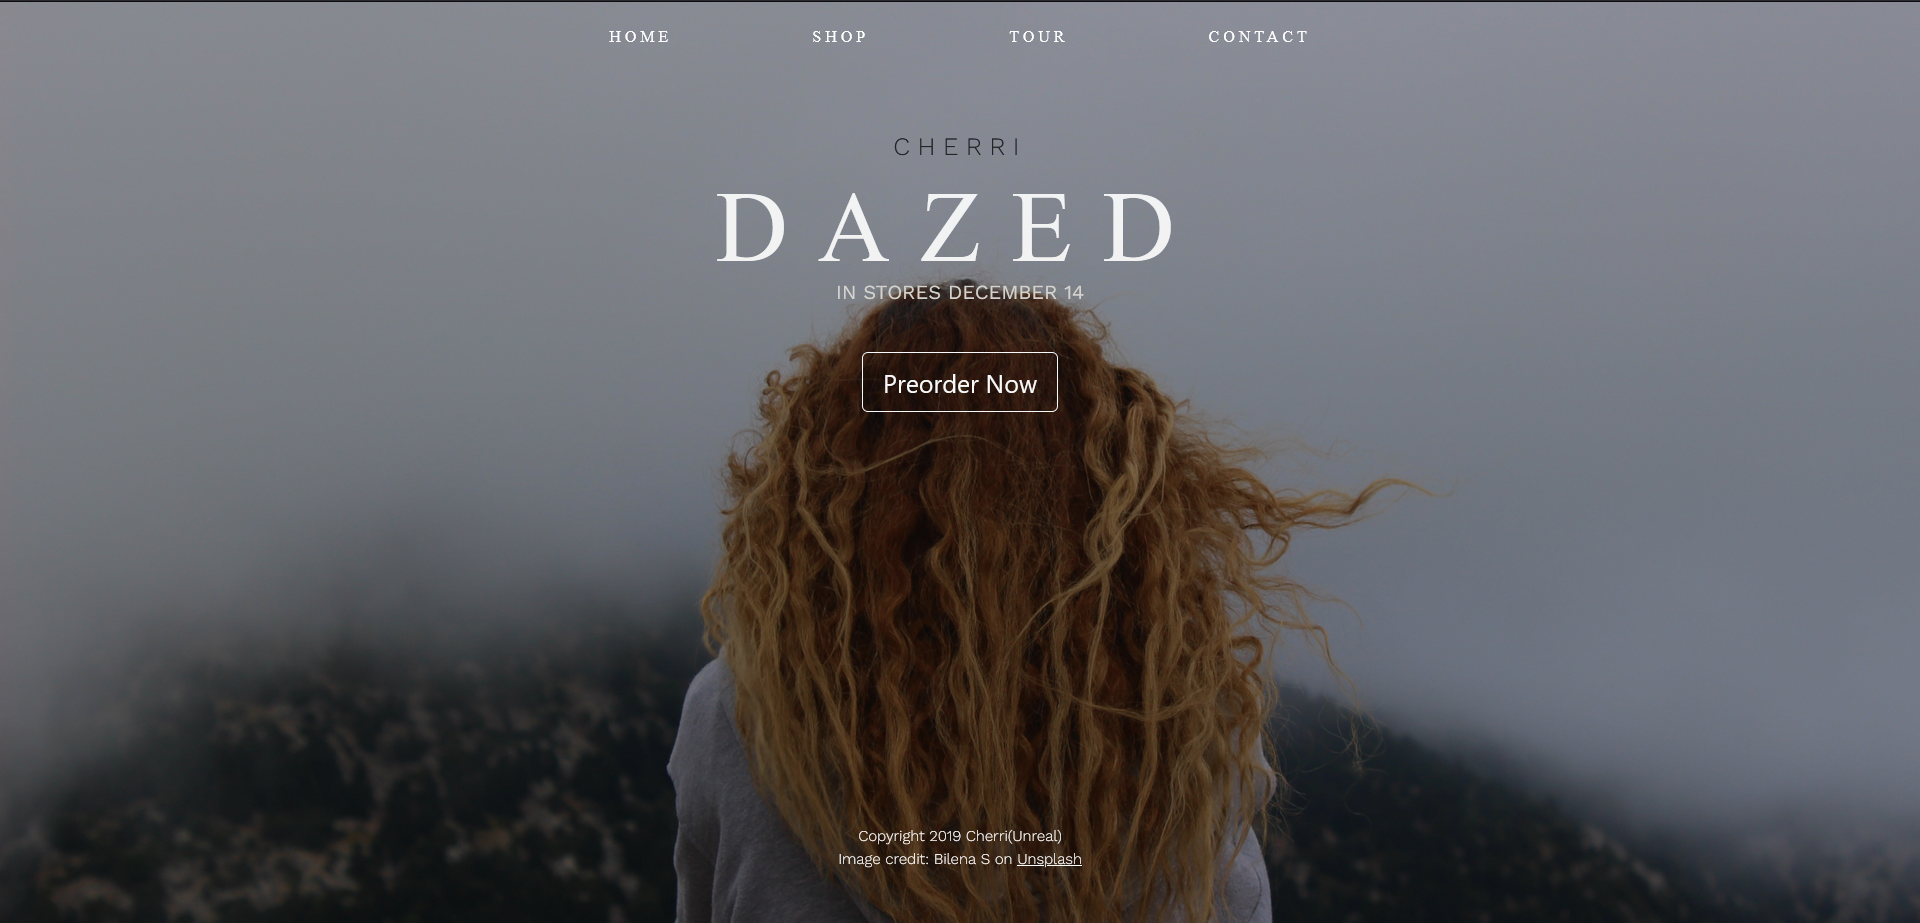 HOME SHOP TOUR CONTACT
CHERRI
DAZED
IN STORES DECEMBER 14
Preorder Now
Copyright 2019 Cherri(Unreal)
Image credit: Bilena S on Unsplash